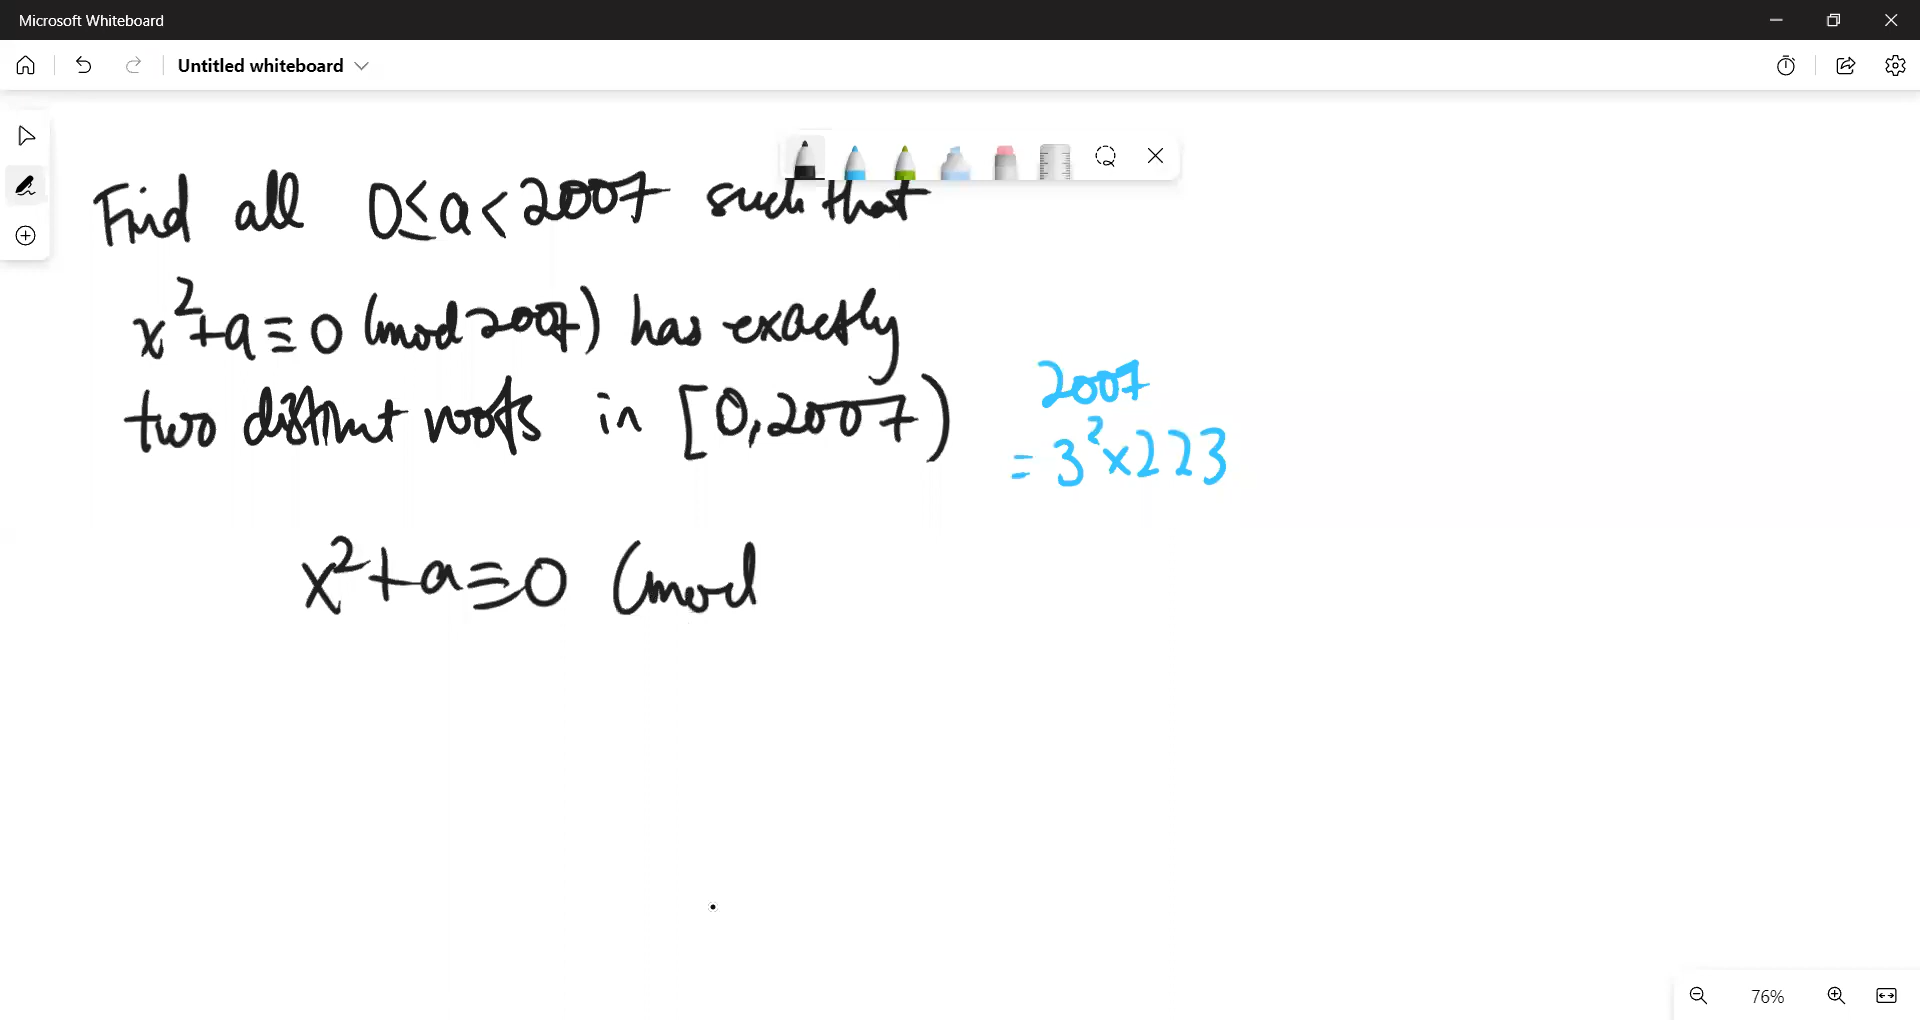 Microsoft Whiteboard
Untitled whiteboard
Find all 0≤a<2007 such that
x²+a≡0 (mod 2007) has exactly
two distinct roots in [0,2007)
2007
= 3²×223
x²+a≡0 (mod
76%